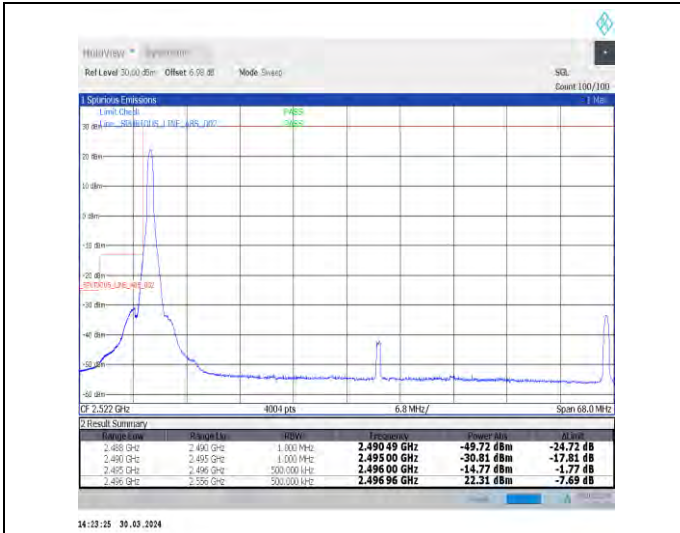 MultiView Spectrum
Ref Level 30.00 dBm Offset 6.98 dB Mode Sweep SGL
Count 100/100
1 Spurious Emissions 1 Max
Limit Check PASS
30 dBm Line _SPURIOUS_LINE_ABS_002 PASS
20 dBm
10 dBm
0 dBm
-10 dBm
-20 dBm
_SPURIOUS_LINE_ABS_002
-30 dBm
-40 dBm
-50 dBm
-60 dBm
CF 2.522 GHz 4004 pts 6.8 MHz/ Span 68.0 MHz
2 Result Summary
Range Low Range Up RBW Frequency Power Abs ΔLimit
2.488 GHz 2.490 GHz 1.000 MHz 2.490 49 GHz -49.72 dBm -24.72 dB
2.490 GHz 2.495 GHz 1.000 MHz 2.495 00 GHz -30.81 dBm -17.81 dB
2.495 GHz 2.496 GHz 500.000 kHz 2.496 00 GHz -14.77 dBm -1.77 dB
2.496 GHz 2.556 GHz 500.000 kHz 2.496 96 GHz 22.31 dBm -7.69 dB
14:23:25 30.03.2024